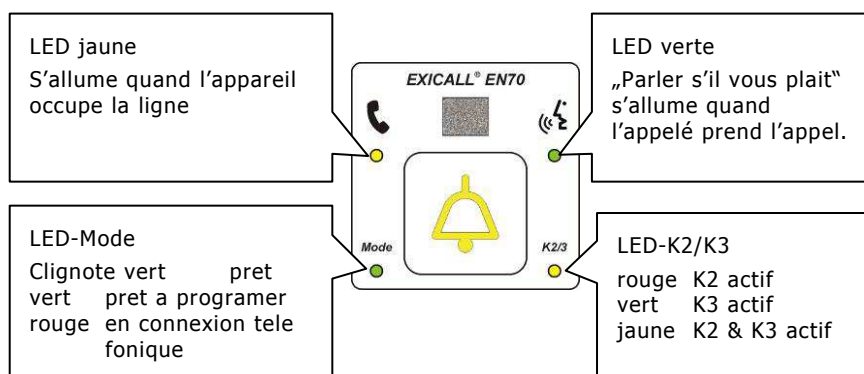 LED jaune
S’allume quand l’appareil
occupe la ligne
EXICALL® EN70
LED verte
„Parler s’il vous plait“
s’allume quand
l’appelé prend l’appel.
LED-Mode
Clignote vert pret
vert pret a programer
rouge en connexion tele
fonique
Mode
K2/3
LED-K2/K3
rouge K2 actif
vert K3 actif
jaune K2 & K3 actif